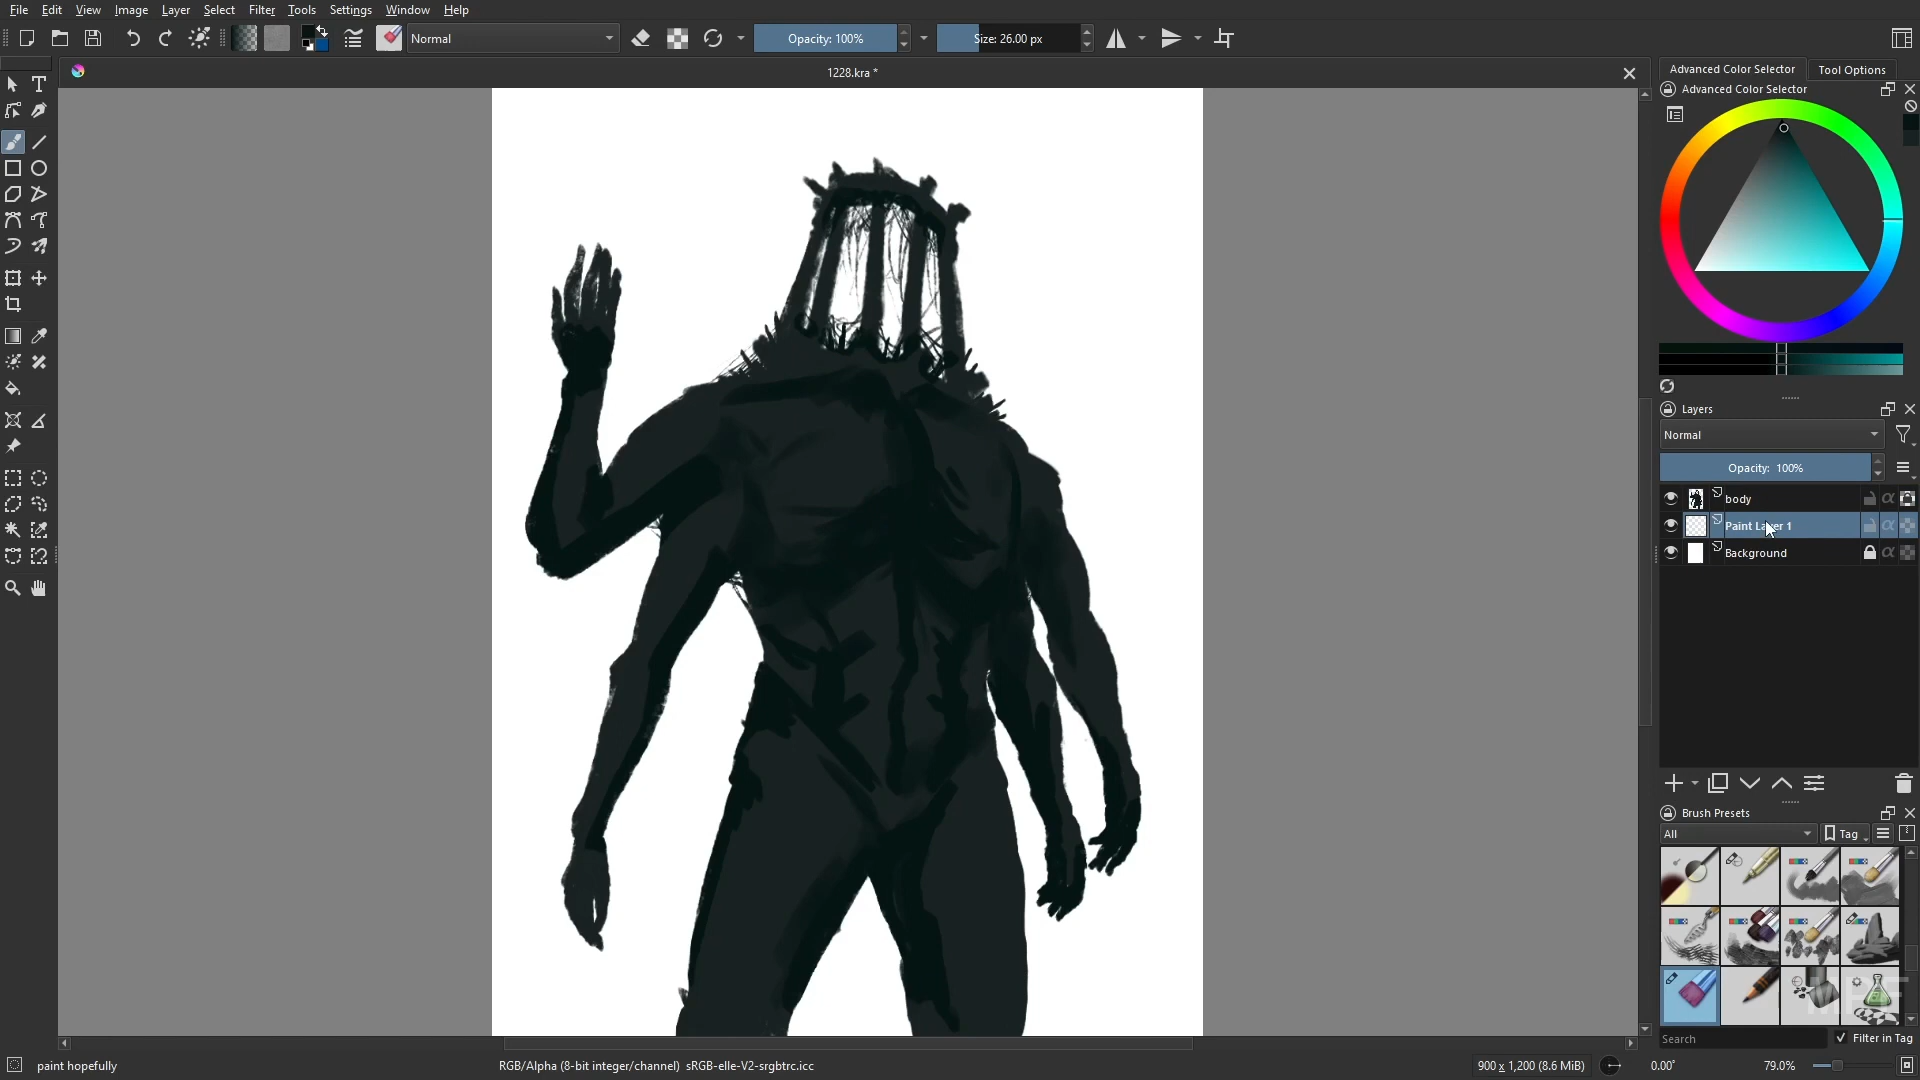 File Edit View Image Layer Select Filter Tools Settings Window Help
Normal
Opacity: 100%
Size: 26.00 px
1228.kra *
Advanced Color Selector
Tool Options
Advanced Color Selector
Layers
Normal
Opacity: 100%
body
Paint Layer 1
Background
Brush Presets
All
Tag
Search
Filter in Tag
paint hopefully
RGB/Alpha (8-bit integer/channel) sRGB-elle-V2-srgbtrc.icc
900 x 1,200 (8.6 MiB)
0.00°
79.0%